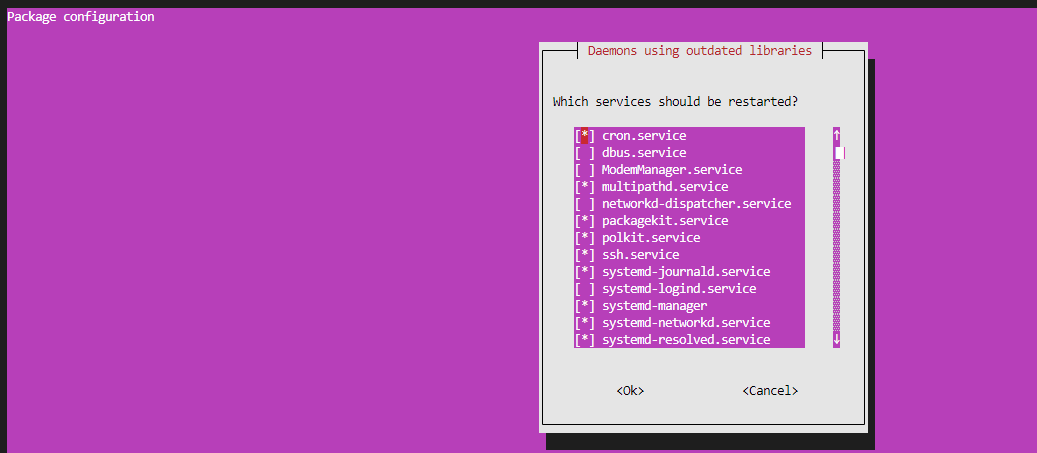 Package configuration
Daemons using outdated libraries
Which services should be restarted?
[*] cron.service
[ ] dbus.service
[ ] ModemManager.service
[*] multipathd.service
[ ] networkd-dispatcher.service
[*] packagekit.service
[*] polkit.service
[*] ssh.service
[*] systemd-journald.service
[ ] systemd-logind.service
[*] systemd-manager
[*] systemd-networkd.service
[*] systemd-resolved.service
<Ok> <Cancel>